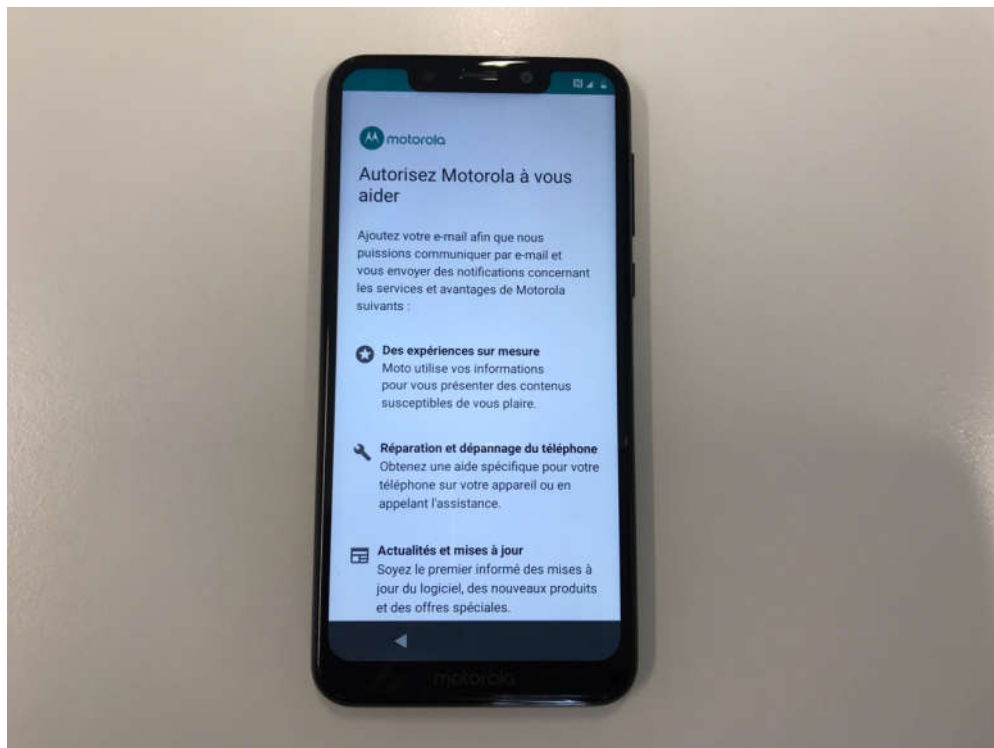 motorola
Autorisez Motorola à vous
aider
Ajoutez votre e-mail afin que nous
puissions communiquer par e-mail et
vous envoyer des notifications concernant
les services et avantages de Motorola
suivants :
Des expériences sur mesure
Moto utilise vos informations
pour vous présenter des contenus
susceptibles de vous plaire.
Réparation et dépannage du téléphone
Obtenez une aide spécifique pour votre
téléphone sur votre appareil ou en
appelant l'assistance.
Actualités et mises à jour
Soyez le premier informé des mises à
jour du logiciel, des nouveaux produits
et des offres spéciales.
motorola